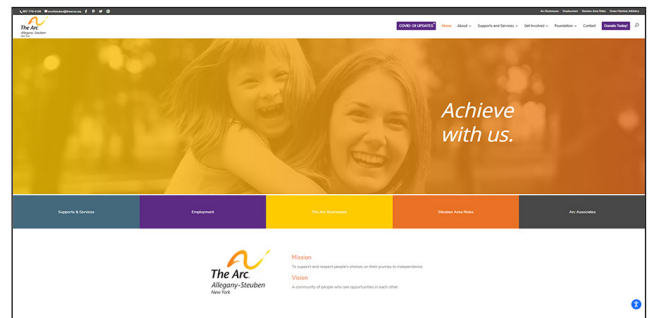 The Arc.
Allegany-Steuben
New York
COVID-19 UPDATES
Home
About
Supports and Services
Get Involved
Foundation
Contact
Donate Today!
Achieve
with us.
Supports & Services
Employment
The Arc Businesses
Steuben Area Rides
Arc Associates
The Arc.
Allegany-Steuben
New York
Mission
To support and respect people's choices on their journey to independence
Vision
A community of people who see opportunities in each other